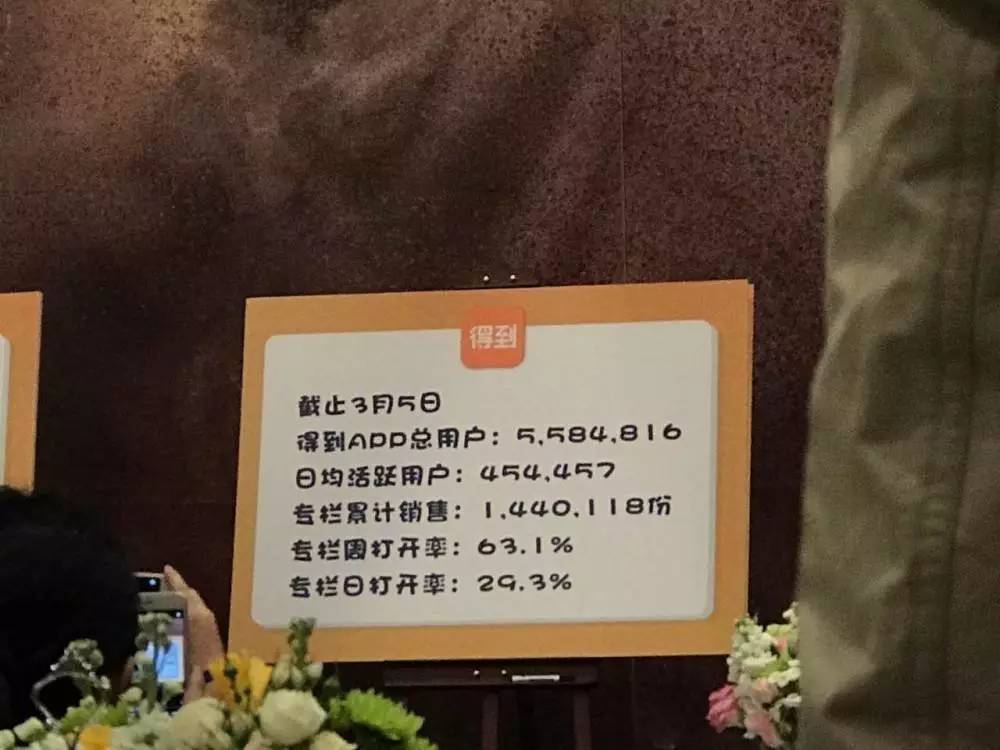 得到
截止3月5日
得到APP总用户：5,584,816
日均活跃用户：454,457
专栏累计销售：1,440,118份
专栏周打开率：63.1%
专栏日打开率：29.3%